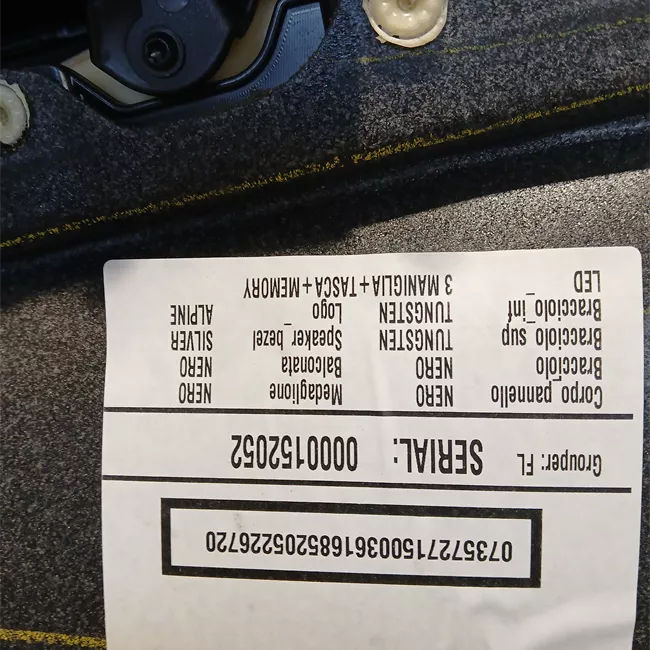 07357271500361685205226720
Grouper: FL SERIAL: 0000152052
Corpo_pannello NERO Medaglione NERO
Bracciolo NERO Balconata NERO
Bracciolo_sup TUNGSTEN Speaker_bezel SILVER
Bracciolo_inf TUNGSTEN Logo_ ALPINE
LED 3 MANIGLIA+TASCA+MEMORY